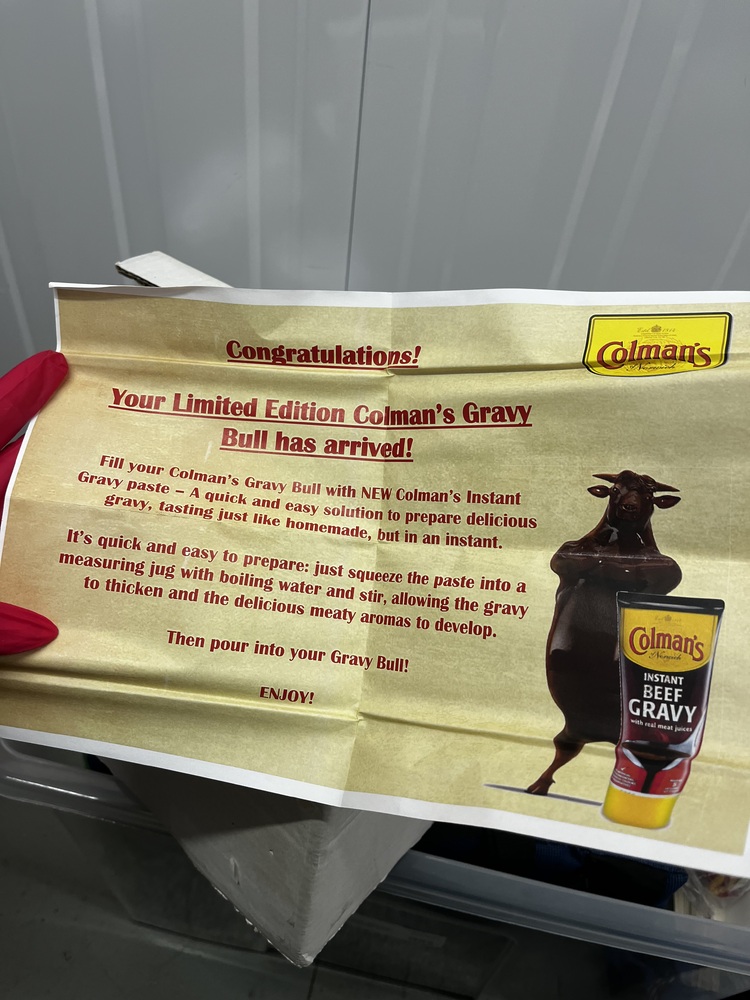 Congratulations!
Colman's
Norwich
Your Limited Edition Colman's Gravy
Bull has arrived!
Fill your Colman's Gravy Bull with NEW Colman's Instant
Gravy paste – A quick and easy solution to prepare delicious
gravy, tasting just like homemade, but in an instant.
It's quick and easy to prepare: just squeeze the paste into a
measuring jug with boiling water and stir, allowing the gravy
to thicken and the delicious meaty aromas to develop.
Then pour into your Gravy Bull!
ENJOY!
Colman's
Norwich
INSTANT
BEEF
GRAVY
with real meat juices